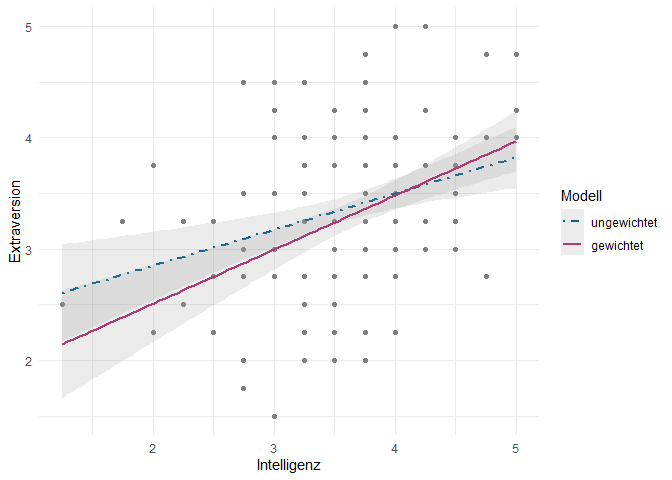 5
4
3
2
Extraversion
2 3 4 5
Intelligenz
Modell
ungewichtet
gewichtet